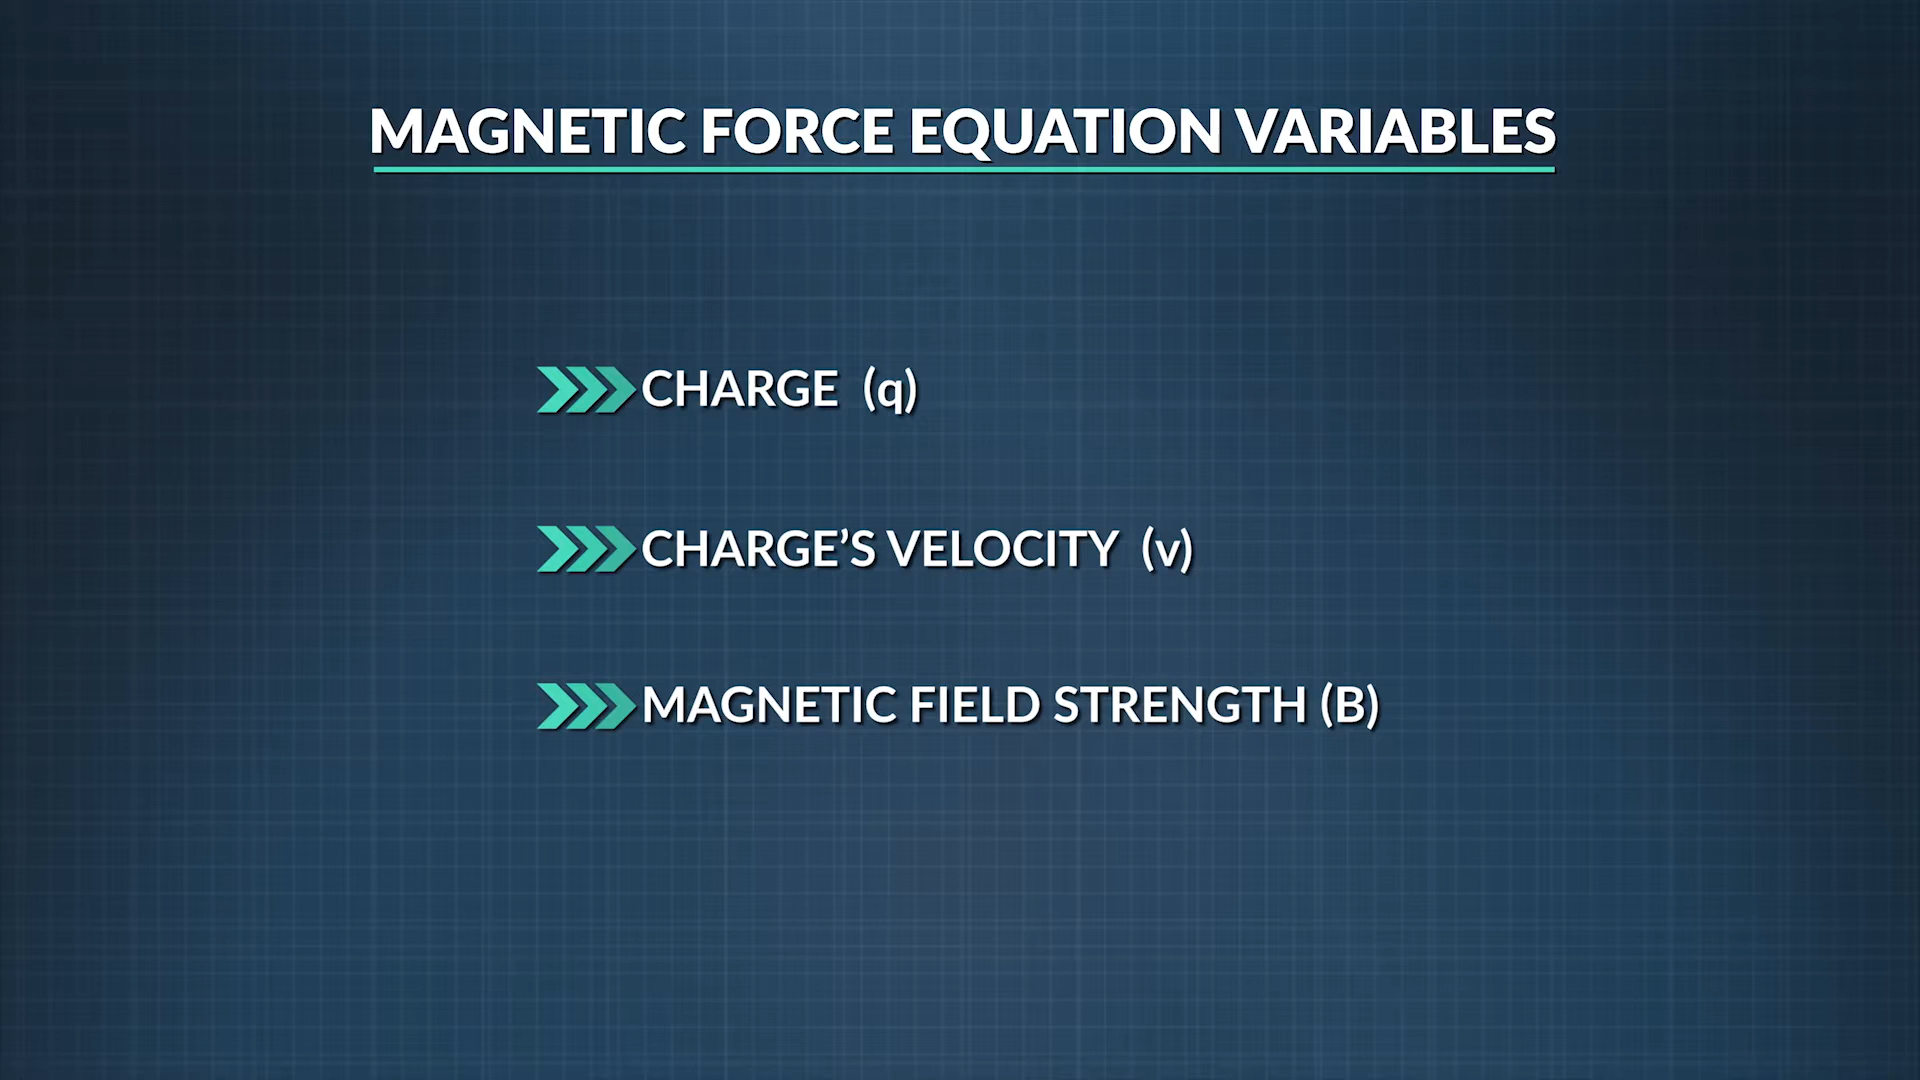 MAGNETIC FORCE EQUATION VARIABLES
CHARGE (q)
CHARGE’S VELOCITY (v)
MAGNETIC FIELD STRENGTH (B)